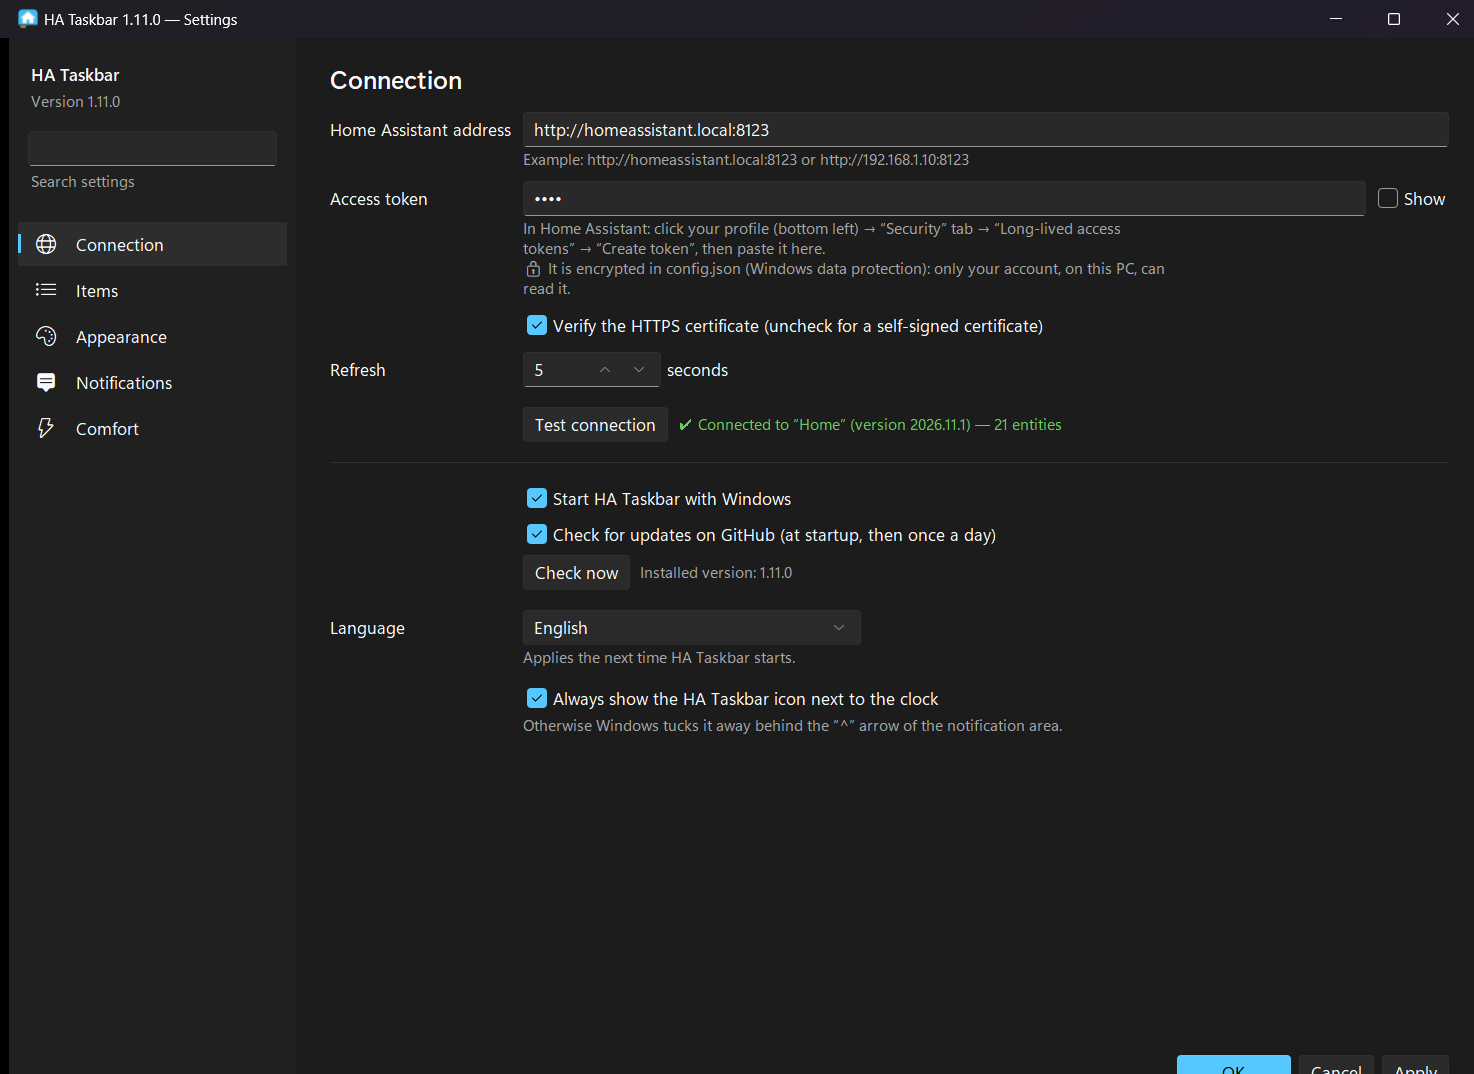 HA Taskbar 1.11.0 — Settings
HA Taskbar
Version 1.11.0
Search settings
Connection
Items
Appearance
Notifications
Comfort
Connection
Home Assistant address
http://homeassistant.local:8123
Example: http://homeassistant.local:8123 or http://192.168.1.10:8123
Access token
••••
Show
In Home Assistant: click your profile (bottom left) → “Security” tab → “Long-lived access
tokens” → “Create token”, then paste it here.
It is encrypted in config.json (Windows data protection): only your account, on this PC, can
read it.
Verify the HTTPS certificate (uncheck for a self-signed certificate)
Refresh
5
seconds
Test connection
✔ Connected to “Home” (version 2026.11.1) — 21 entities
Start HA Taskbar with Windows
Check for updates on GitHub (at startup, then once a day)
Check now
Installed version: 1.11.0
Language
English
Applies the next time HA Taskbar starts.
Always show the HA Taskbar icon next to the clock
Otherwise Windows tucks it away behind the “^” arrow of the notification area.
OK
Cancel
Apply